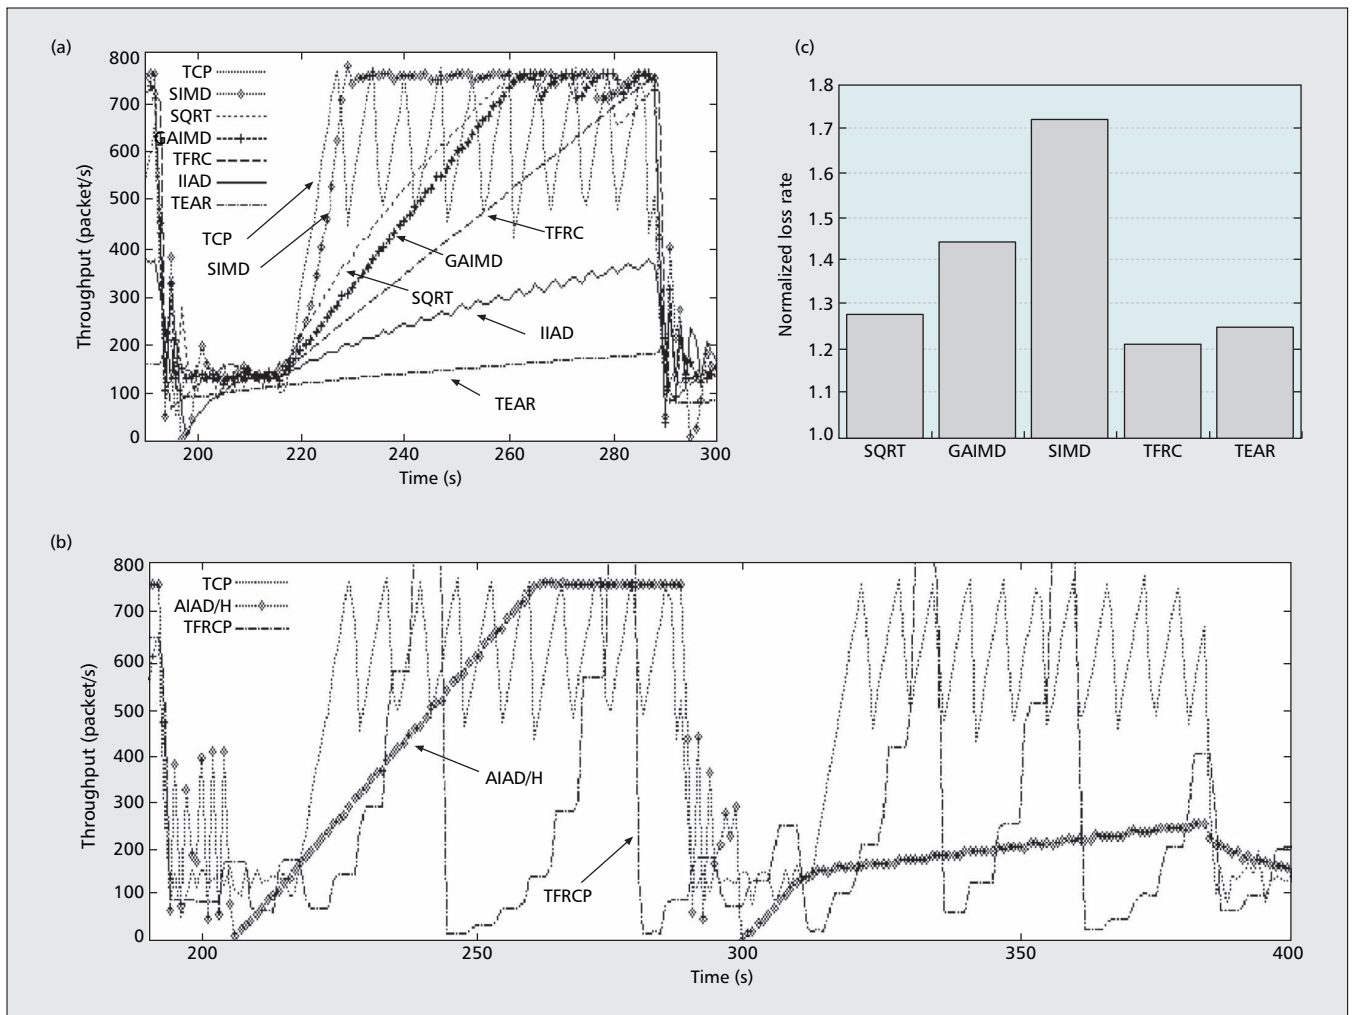 (a)
800
700
600
500
400
300
200
100
0
Throughput (packet/s)
TCP
SIMD
SQRT
GAIMD
TFRC
IIAD
TEAR
TCP
SIMD
TFRC
GAIMD
SQRT
IIAD
TEAR
200
220
240
260
280
300
Time (s)
(c)
1.8
1.7
1.6
1.5
1.4
1.3
1.2
1.1
1.0
Normalized loss rate
SQRT
GAIMD
SIMD
TFRC
TEAR
(b)
800
700
600
500
400
300
200
100
0
Throughput (packet/s)
TCP
AIAD/H
TFRCP
AIAD/H
TFRCP
200
250
300
350
400
Time (s)